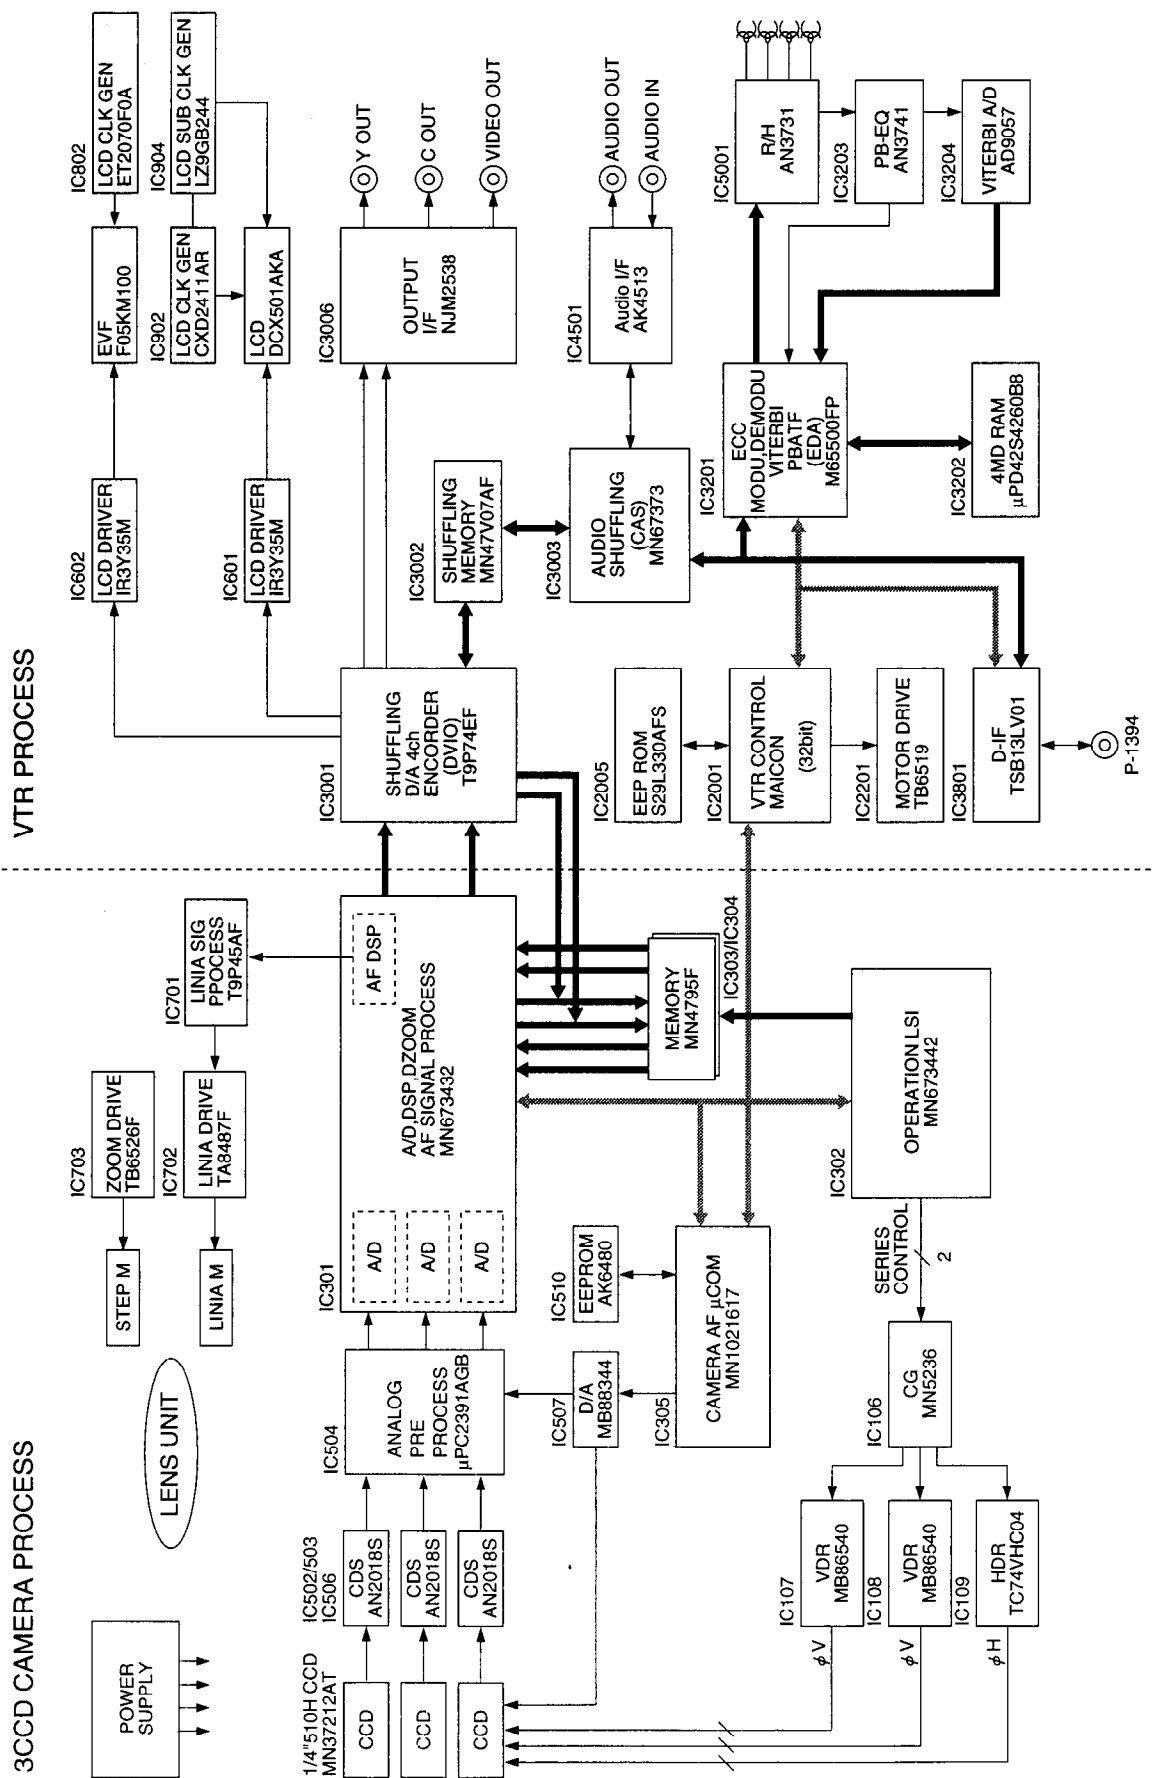 3CCD CAMERA PROCESS
VTR PROCESS
POWER
SUPPLY
LENS UNIT
IC703
ZOOM DRIVE
TB6526F
STEP M
IC702
LINIA DRIVE
TA8487F
LINIA M
IC701
LINIA SIG
PPOCESS
T9P45AF
1/4"510H CCD
MN37212AT
CCD
CCD
CCD
IC502/503
IC506
CDS
AN2018S
CDS
AN2018S
CDS
AN2018S
IC504
ANALOG
PRE
PROCESS
µPC2391AGB
IC301
A/D
A/D
A/D
A/D,DSP,DZOOM
AF SIGNAL PROCESS
MN673432
AF DSP
IC507
D/A
MB88344
IC510
EEPROM
AK6480
IC305
CAMERA AF µCOM
MN1021617
MEMORY
MN4795F
IC303/IC304
IC302
OPERATION LSI
MN673442
SERIES
CONTROL
2
IC106
CG
MN5236
IC107
VDR
MB86540
IC108
VDR
MB86540
IC109
HDR
TC74VHC04
ϕV
ϕV
ϕH
IC802
LCD CLK GEN
ET2070F0A
IC904
LCD SUB CLK GEN
LZ9GB244
EVF
F05KM100
IC902
LCD CLK GEN
CXD2411AR
LCD
DCX501AKA
IC602
LCD DRIVER
IR3Y35M
IC601
LCD DRIVER
IR3Y35M
IC3001
SHUFFLING
D/A 4ch
ENCORDER
(DVIO)
T9P74EF
IC3006
OUTPUT
I/F
NJM2538
Y OUT
C OUT
VIDEO OUT
IC3002
SHUFFLING
MEMORY
MN47V07AF
IC3003
AUDIO
SHUFFLING
(CAS)
MN67373
IC4501
Audio I/F
AK4513
AUDIO OUT
AUDIO IN
IC2005
EEP ROM
S29L330AFS
IC2001
VTR CONTROL
MAICON
(32bit)
IC2201
MOTOR DRIVE
TB6519
IC3801
D-IF
TSB13LV01
P-1394
IC3201
ECC
MODU,DEMODU
VITERBI
PBATF
(EDA)
M65500FP
IC3202
4MD RAM
µPD42S4260B8
IC5001
R/H
AN3731
IC3203
PB-EQ
AN3741
IC3204
VITERBI A/D
AD9057